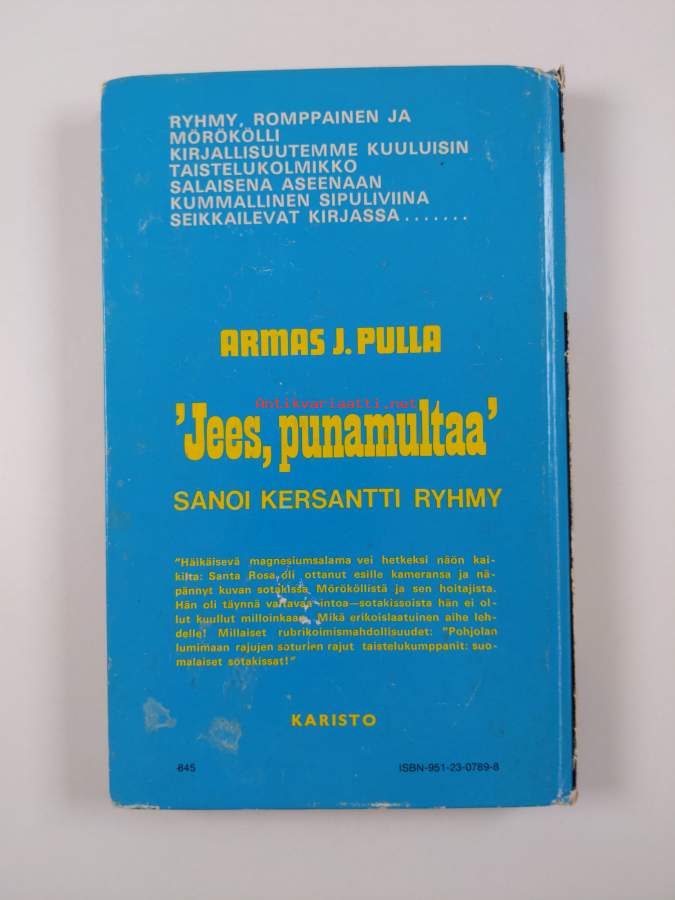 RYHMY, ROMPPAINEN JA
MÖRÖKÖLLI
KIRJALLISUUTEMME KUULUISIN
TAISTELUKOLMIKKO
SALAISENA ASEENAAN
KUMMALLINEN SIPULIVIINA
SEIKKAILEVAT KIRJASSA.......
ARMAS J. PULLA
Antikvariaatti.net
'Jees, punamultaa'
SANOI KERSANTTI RYHMY
"Häikäisevä magnesiumsalama vei hetkeksi näön kai-
kilta: Santa Rosa oli ottanut esille kameransa ja nä-
pännyt kuvan sotakissa Mörököllistä ja sen hoitajista.
Hän oli täynnä valtavaa intoa—sotakissoista hän ei ol-
lut kuullut milloinkaan. Mikä erikoislaatuinen aihe leh-
delle! Millaiset rubrikoimismahdollisuudet: "Pohjolan
lumimaan rajujen soturien rajut taistelukumppanit: suo-
malaiset sotakissat!"
KARISTO
-645
ISBN-951-23-0789-8